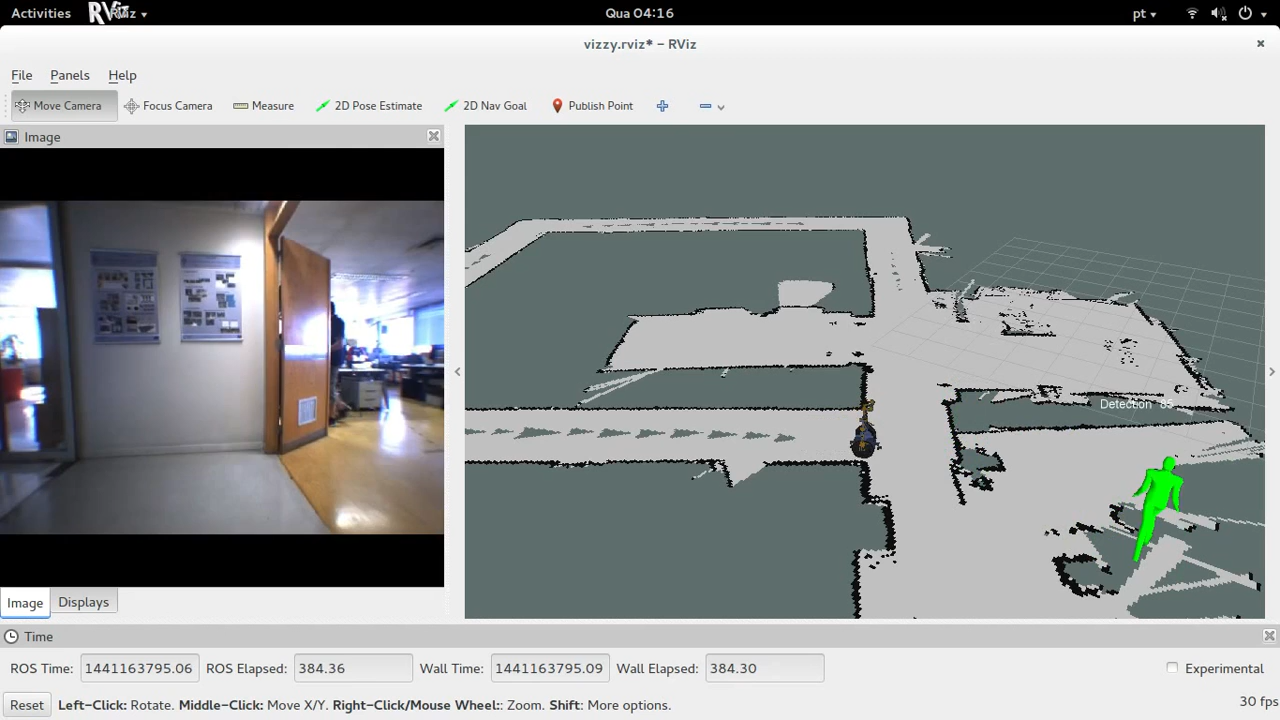 Activities RViz Rviz Qua 04:16 pt
vizzy.rviz* – RViz
File Panels Help
Move Camera Focus Camera Measure 2D Pose Estimate 2D Nav Goal Publish Point
Image
Detection 85
Image Displays
Time
ROS Time: 1441163795.06 ROS Elapsed: 384.36 Wall Time: 1441163795.09 Wall Elapsed: 384.30 Experimental
Reset Left-Click: Rotate. Middle-Click: Move X/Y. Right-Click/Mouse Wheel:: Zoom. Shift: More options. 30 fps